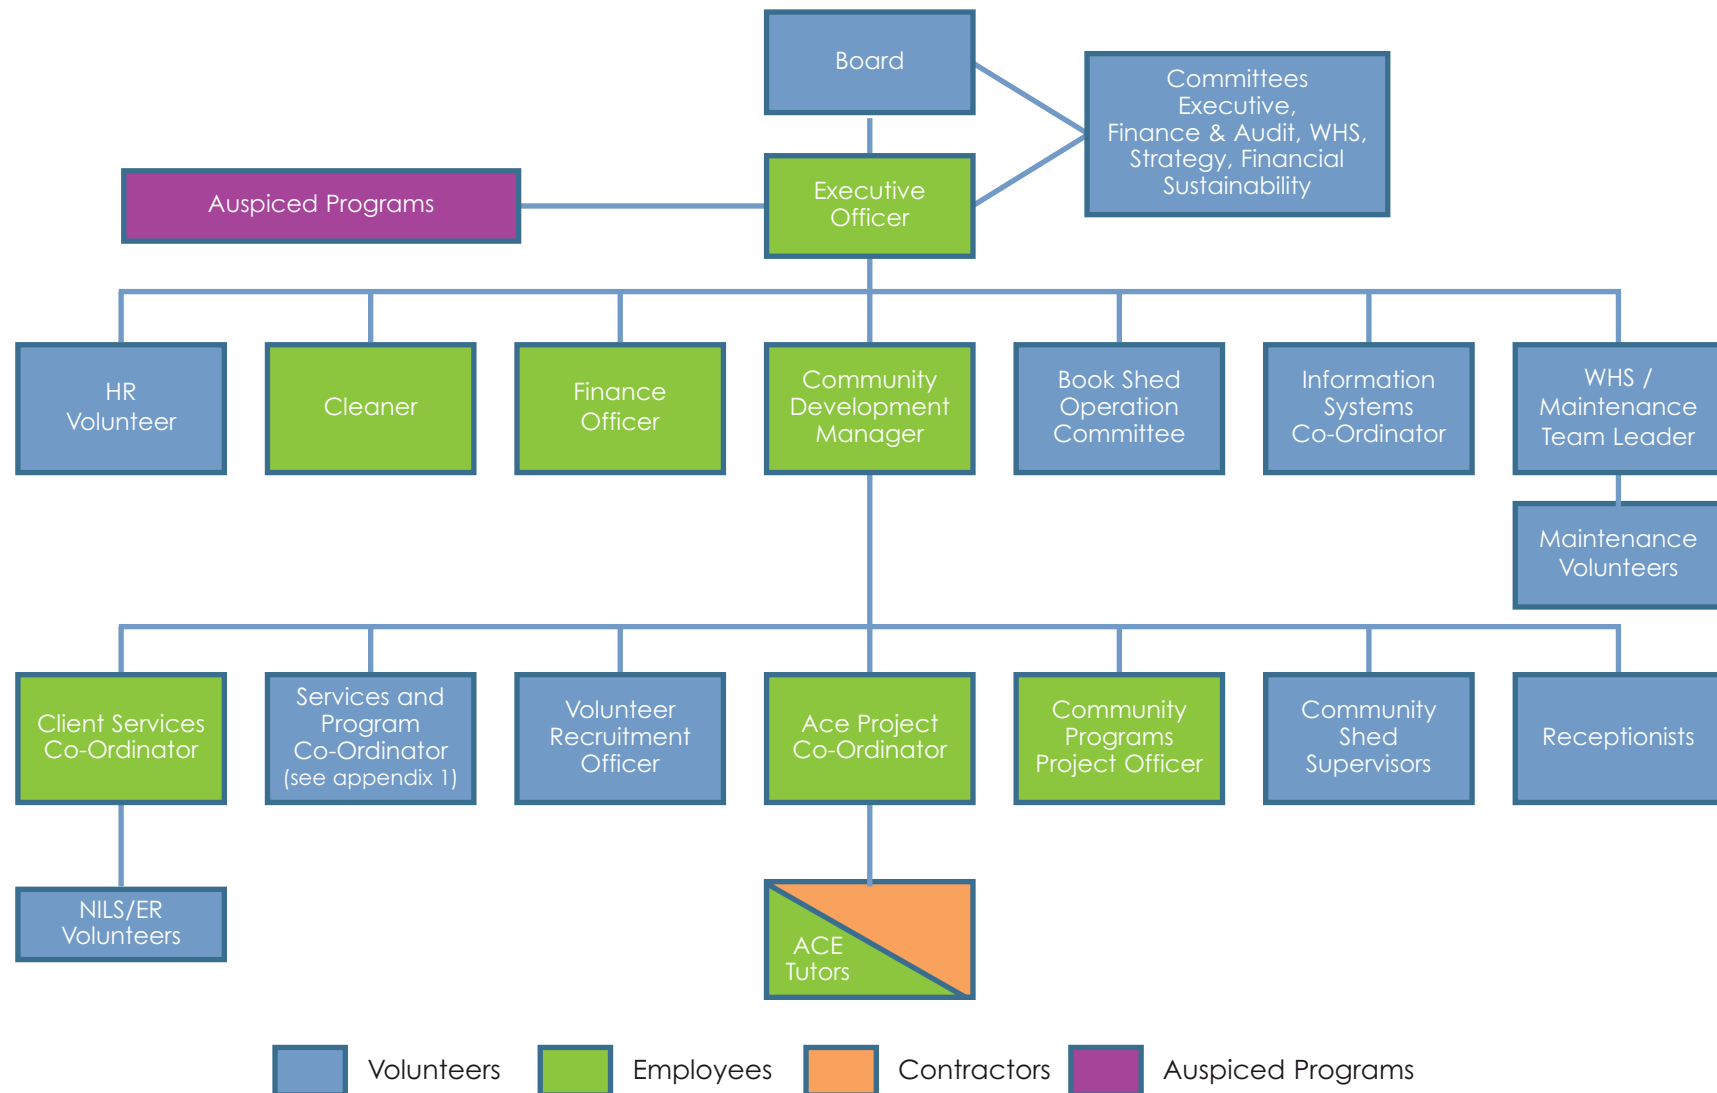 Board
Committees
Executive,
Finance & Audit, WHS,
Strategy, Financial
Sustainability
Auspiced Programs
Executive
Officer
HR
Volunteer
Cleaner
Finance
Officer
Community
Development
Manager
Book Shed
Operation
Committee
Information
Systems
Co-Ordinator
WHS /
Maintenance
Team Leader
Maintenance
Volunteers
Client Services
Co-Ordinator
Services and
Program
Co-Ordinator
(see appendix 1)
Volunteer
Recruitment
Officer
Ace Project
Co-Ordinator
Community
Programs
Project Officer
Community
Shed
Supervisors
Receptionists
NILS/ER
Volunteers
ACE
Tutors
Volunteers
Employees
Contractors
Auspiced Programs